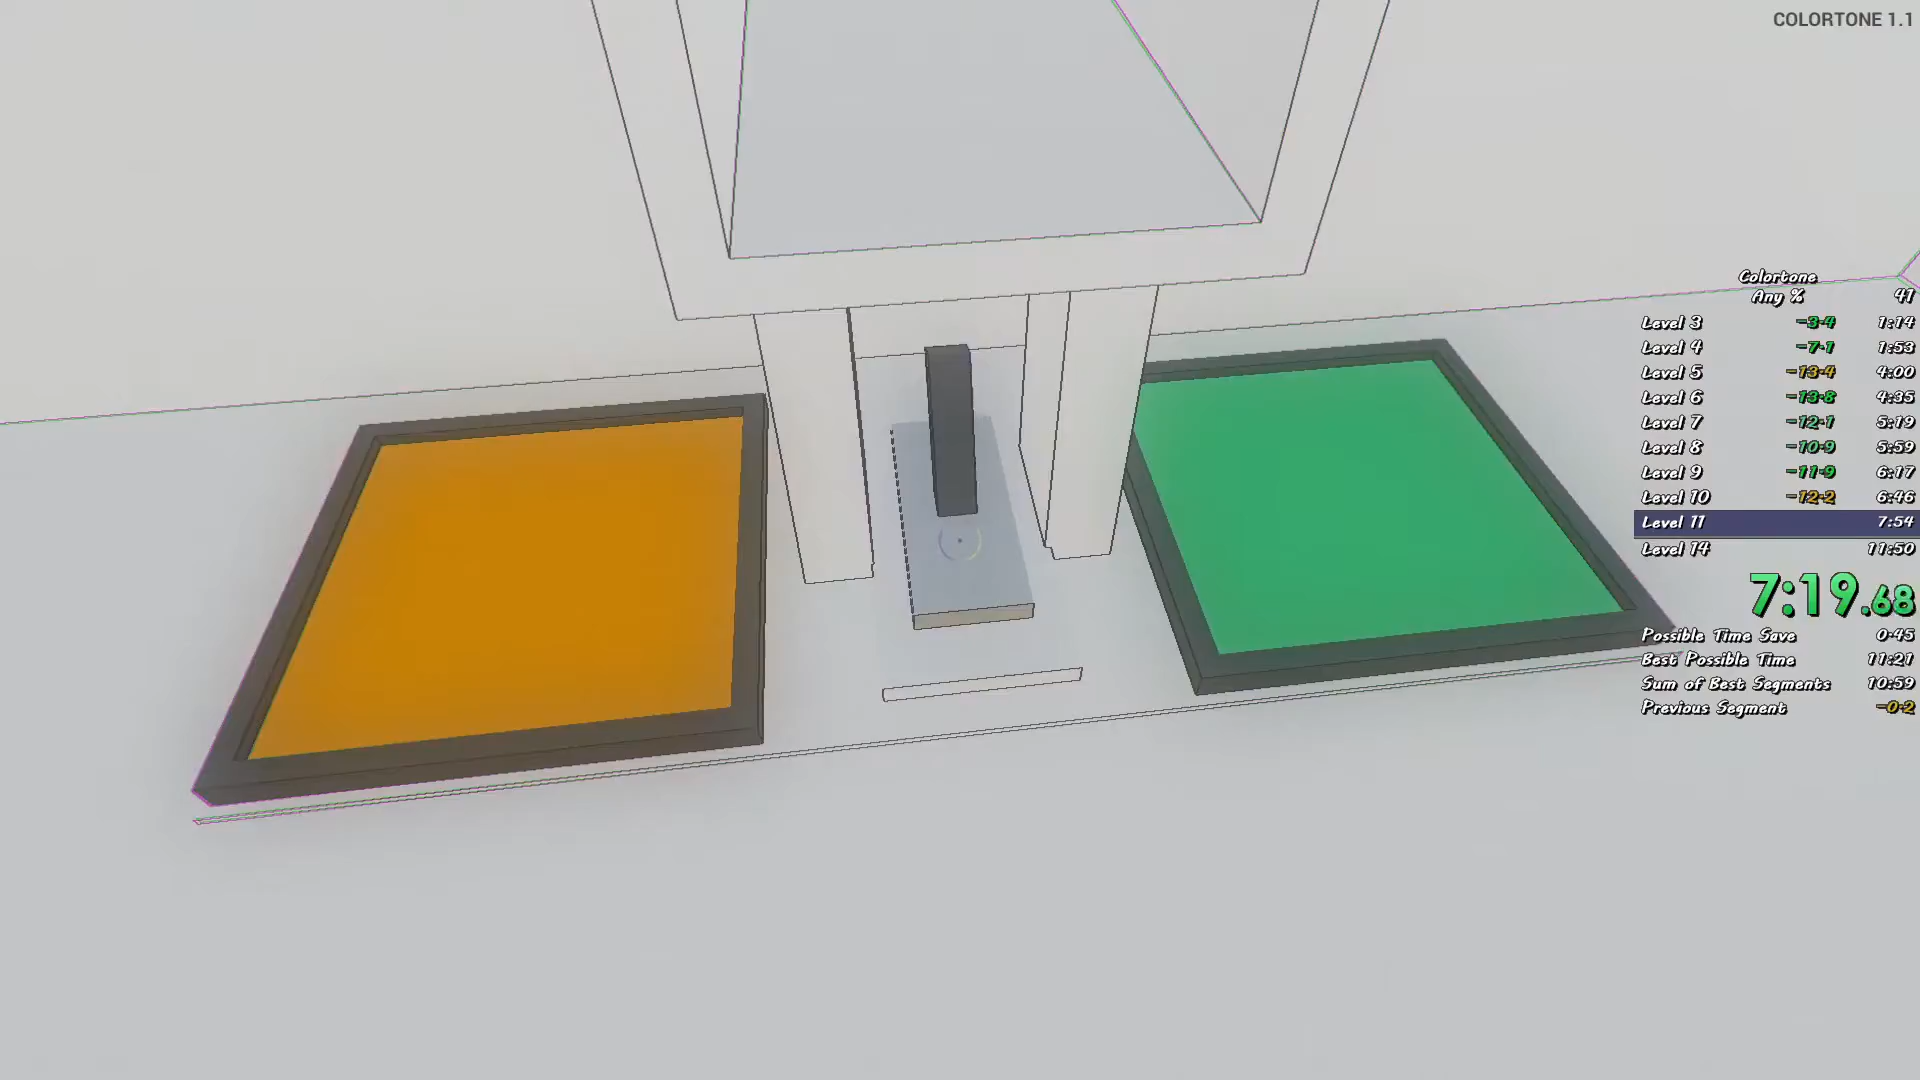 COLORTONE 1.1
Colortone
Any % 41
Level 3 -3.4 1:14
Level 4 -7.1 1:53
Level 5 -13.4 4:00
Level 6 -13.8 4:35
Level 7 -12.1 5:19
Level 8 -10.9 5:59
Level 9 -11.9 6:17
Level 10 -12.2 6:46
Level 11 7:54
Level 14 11:50
7:19.68
Possible Time Save 0:45
Best Possible Time 11:21
Sum of Best Segments 10:59
Previous Segment -0.2